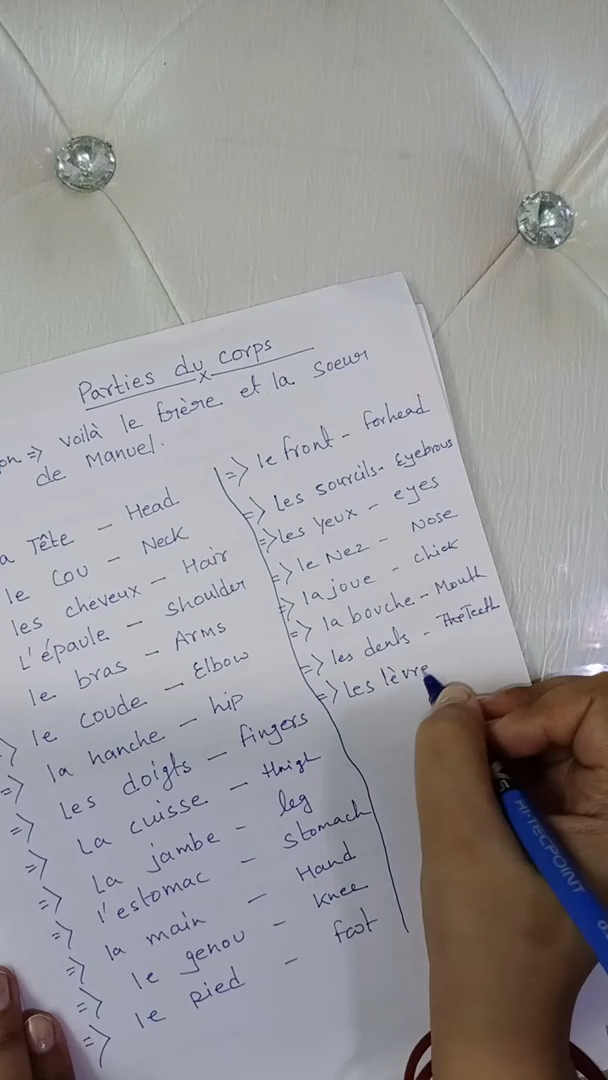 Parties du corps
=> voilà le frère et la soeur
de Manuel.
Tête - Head
le Cou - Neck
les cheveux - Hair
L'épaule - Shoulder
le bras - Arms
le coude - Elbow
=> la hanche - hip
=> Les doigts - fingers
=> La cuisse - Thigh
=> La jambe - leg
=> l'estomac - Stomach
=> la main - Hand
=> le genou - knee
=> le pied - foot
=> le front - Forhead
=> Les sourcils - Eyebrous
=> Les Yeux - eyes
=> le Nez - Nose
=> la joue - chick
=> la bouche - Mouth
=> les dents - The Teeth
=> Les lèvre
HI-TECPOINT